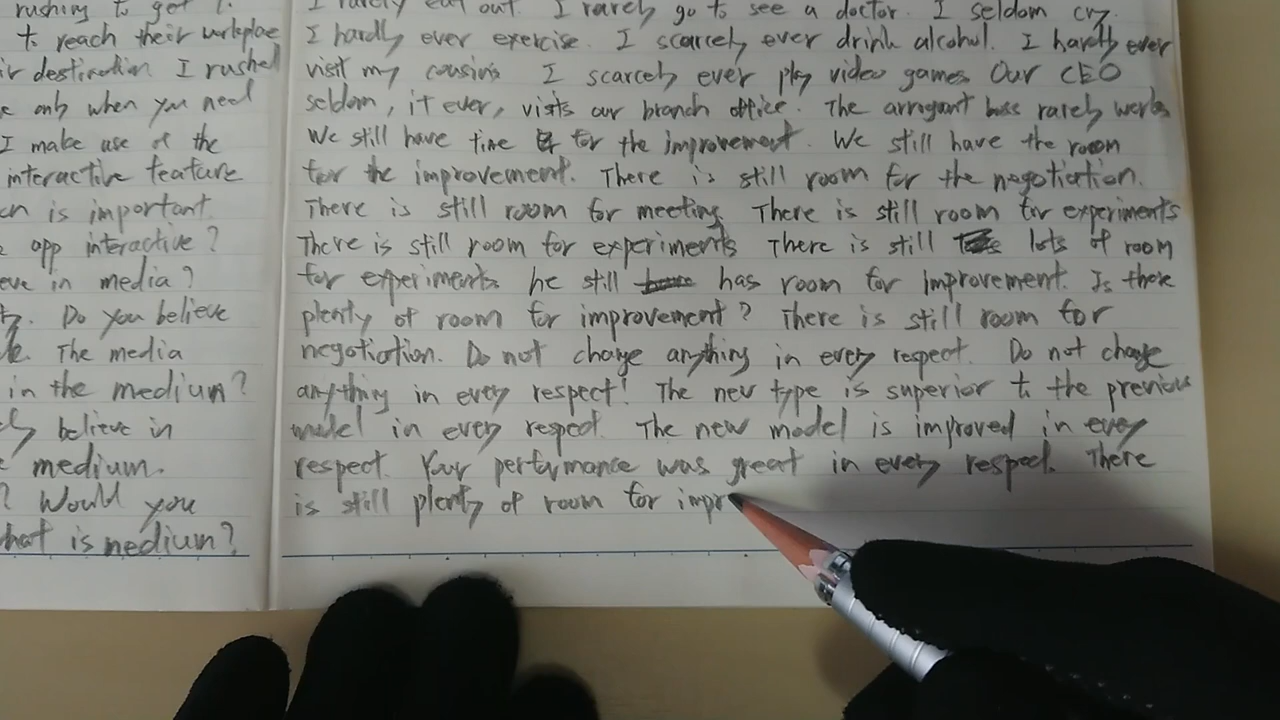 rushing to get
to reach their workplace
ir destination I rushed
e only when you need
I make use of the
interactive feature
en is important
app interactive?
eve in media?
Do you believe
The media
in the medium?
ly believe in
medium.
? Would you
hat is medium?
I rarely eat out. I rarely go to see a doctor. I seldom cry.
I hardly ever exercise. I scarcely ever drink alcohol. I hardly ever
visit my cousins I scarcely ever play video games Our CEO
seldom, if ever, visits our branch office. The arrogant boss rarely works
We still have time for the improvement. We still have the room
for the improvement. There is still room for the negotiation.
There is still room for meeting. There is still room for experiments
There is still room for experiments There is still lots of room
for experiments. he still has room for improvement. Is there
plenty of room for improvement? There is still room for
negotiation. Do not change anything in every respect. Do not change
anything in every respect! The new type is superior to the previous
model in every respect. The new model is improved in every
respect. Your performance was great in every respect. There
is still plenty of room for impr